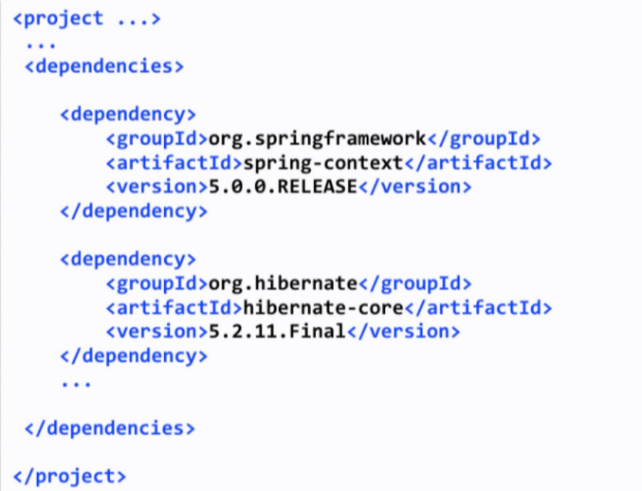 <project ...>
...
<dependencies>
<dependency>
<groupId>org.springframework</groupId>
<artifactId>spring-context</artifactId>
<version>5.0.0.RELEASE</version>
</dependency>
<dependency>
<groupId>org.hibernate</groupId>
<artifactId>hibernate-core</artifactId>
<version>5.2.11.Final</version>
</dependency>
...
</dependencies>
</project>